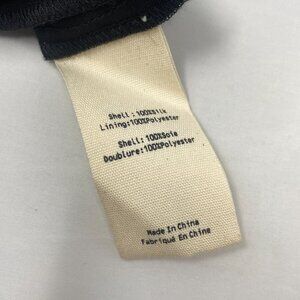 Shell : 100%Silk
Lining:100%Polyester
Shell: 100%Soie
Doublure:100%Polyester
Made In China
Fabriqué En Chine